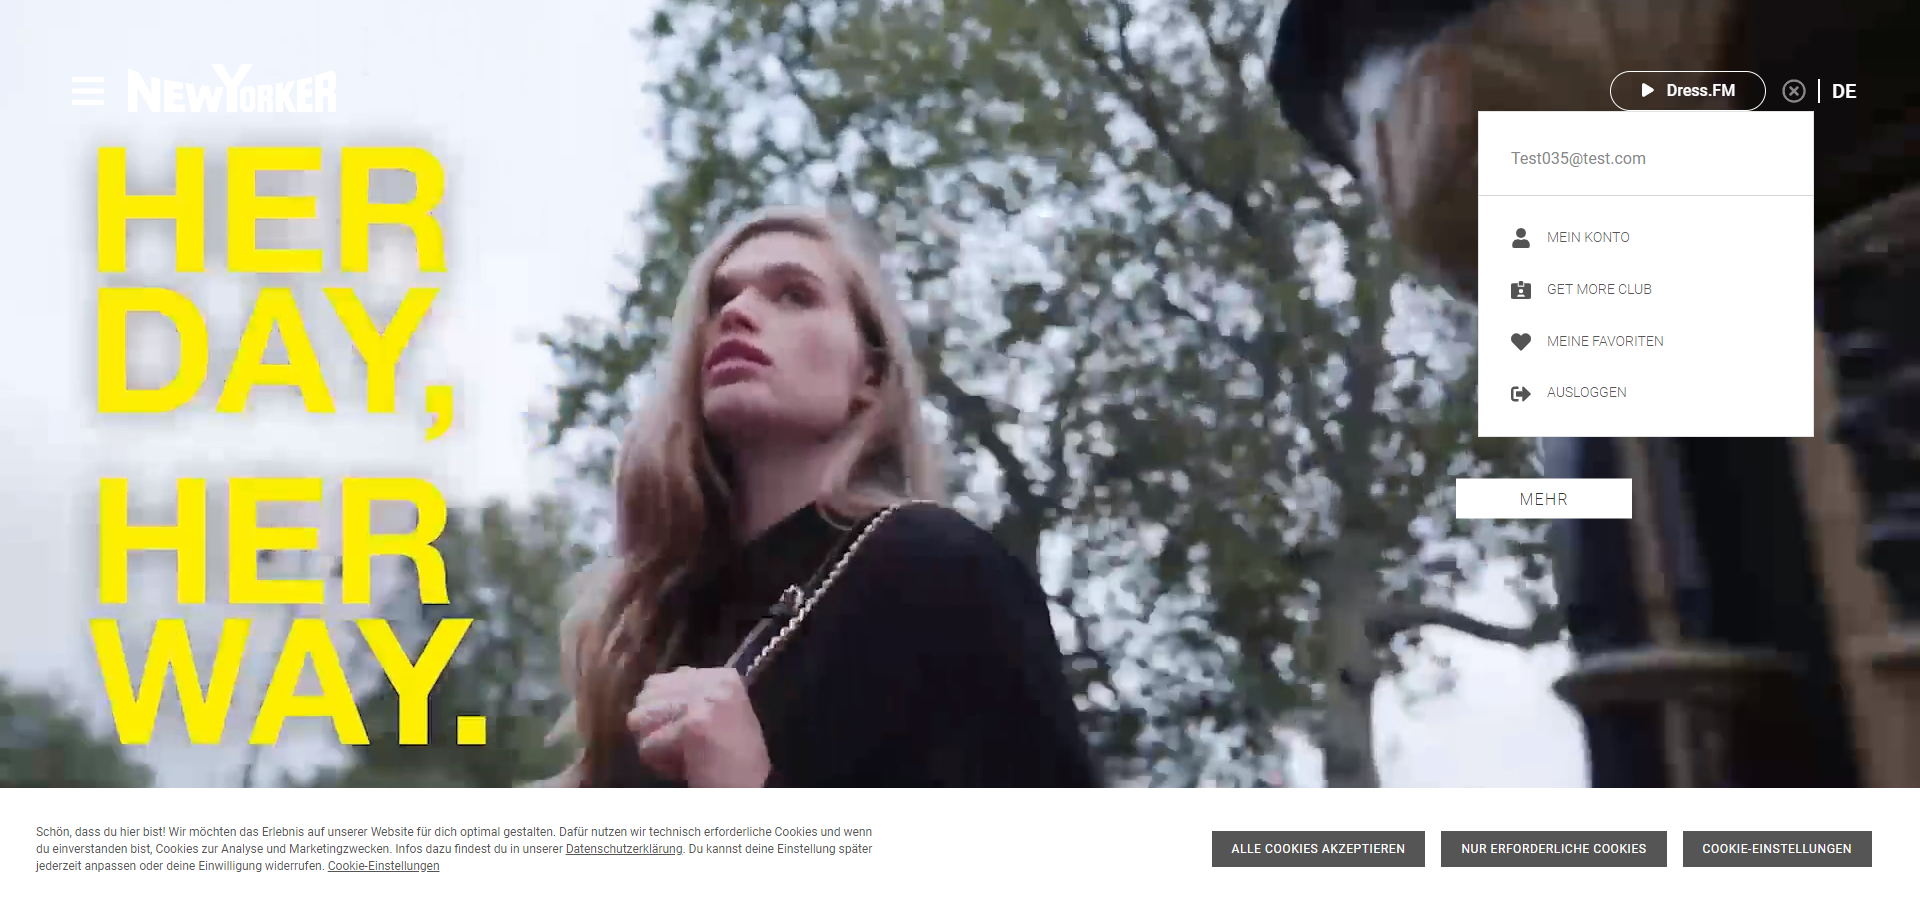 NEWYORKER
Dress.FM
DE
Test035@test.com
MEIN KONTO
GET MORE CLUB
MEINE FAVORITEN
AUSLOGGEN
HER
DAY,
HER
WAY.
MEHR
Schön, dass du hier bist! Wir möchten das Erlebnis auf unserer Website für dich optimal gestalten. Dafür nutzen wir technisch erforderliche Cookies und wenn
du einverstanden bist, Cookies zur Analyse und Marketingzwecken. Infos dazu findest du in unserer Datenschutzerklärung. Du kannst deine Einstellung später
jederzeit anpassen oder deine Einwilligung widerrufen. Cookie-Einstellungen
ALLE COOKIES AKZEPTIEREN
NUR ERFORDERLICHE COOKIES
COOKIE-EINSTELLUNGEN